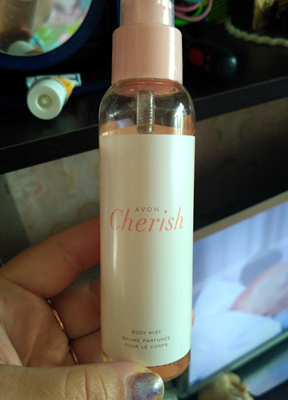 AVON
Cherish
BODY MIST
BRUME PARFUMÉE
POUR LE CORPS